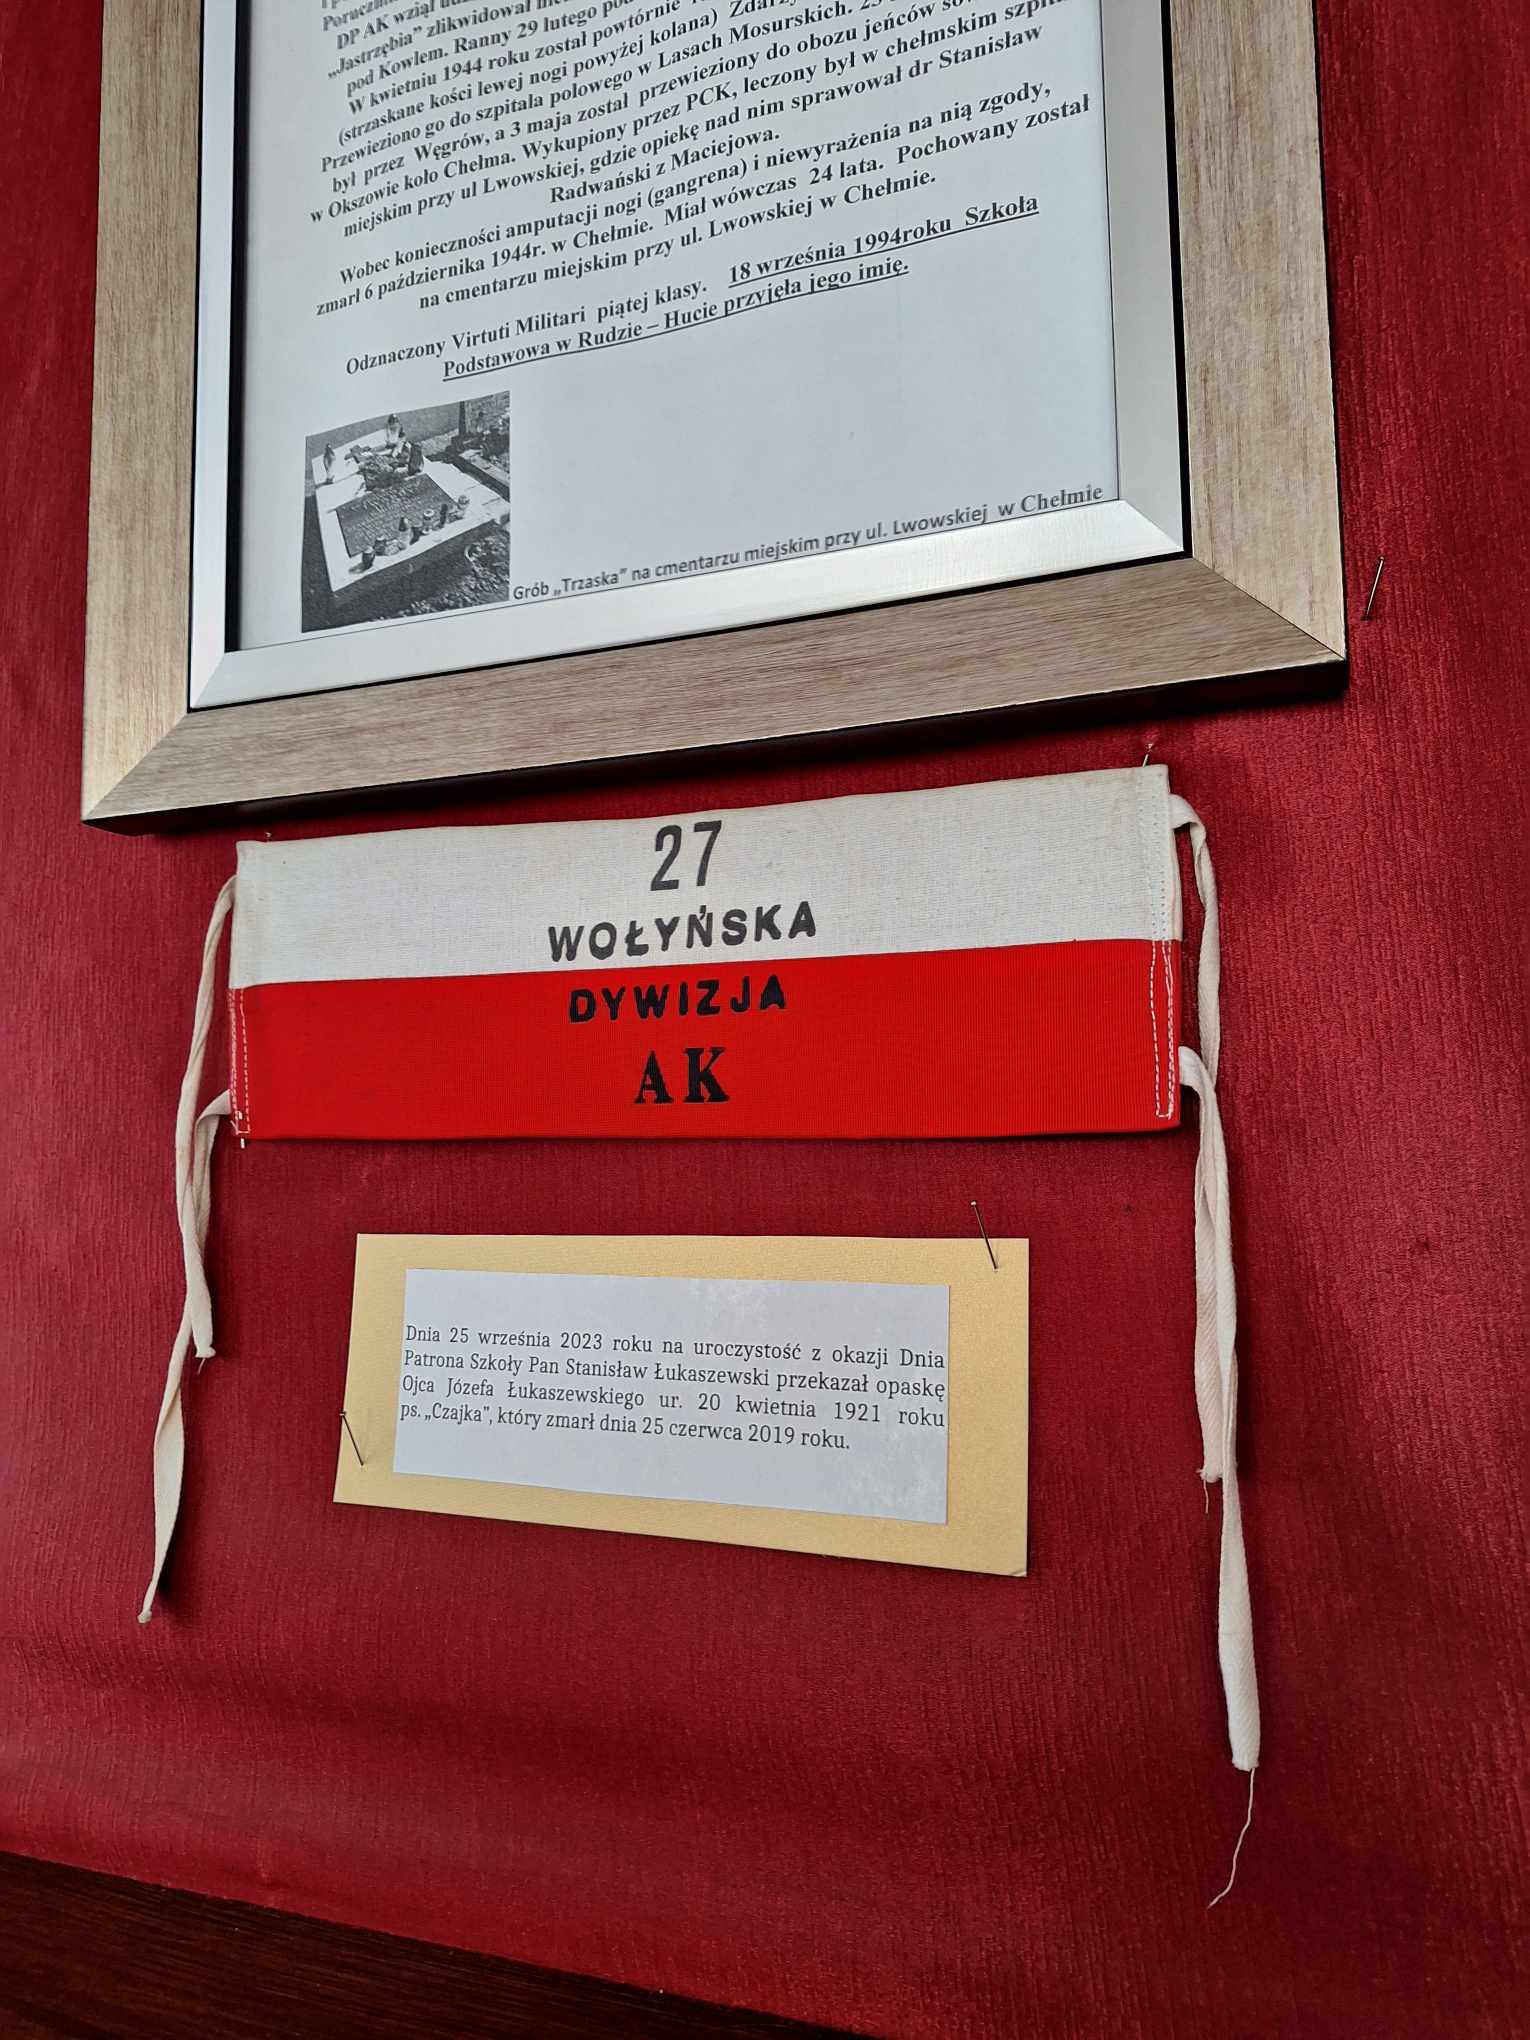 DP AK wziął
„Jastrzębia” zlikwidował
pod Kowlem. Ranny 29 lutego
W kwietniu 1944 roku został powtórnie
(strzaskane kości lewej nogi powyżej kolana)
Przewieziono go do szpitala polowego w Lasach Mosurskich.
był przez Węgrów, a 3 maja został przewieziony do obozu jeńców
w Okszowie koło Chełma. Wykupiony przez PCK, leczony był w chełmskim
miejskim przy ul Lwowskiej, gdzie opiekę nad nim sprawował dr Stanisław
Radwański z Maciejowa.
Wobec konieczności amputacji nogi (gangrena) i niewyrażenia na nią zgody,
zmarł 6 października 1944r. w Chełmie. Miał wówczas 24 lata. Pochowany został
na cmentarzu miejskim przy ul. Lwowskiej w Chełmie.
Odznaczony Virtuti Militari piątej klasy. 18 września 1994roku Szkoła
Podstawowa w Rudzie – Hucie przyjęła jego imię.
Grób „Trzaska” na cmentarzu miejskim przy ul. Lwowskiej w Chełmie
27
WOŁYŃSKA
DYWIZJA
AK
Dnia 25 września 2023 roku na uroczystość z okazji Dnia
Patrona Szkoły Pan Stanisław Łukaszewski przekazał opaskę
Ojca Józefa Łukaszewskiego ur. 20 kwietnia 1921 roku
ps. „Czajka”, który zmarł dnia 25 czerwca 2019 roku.